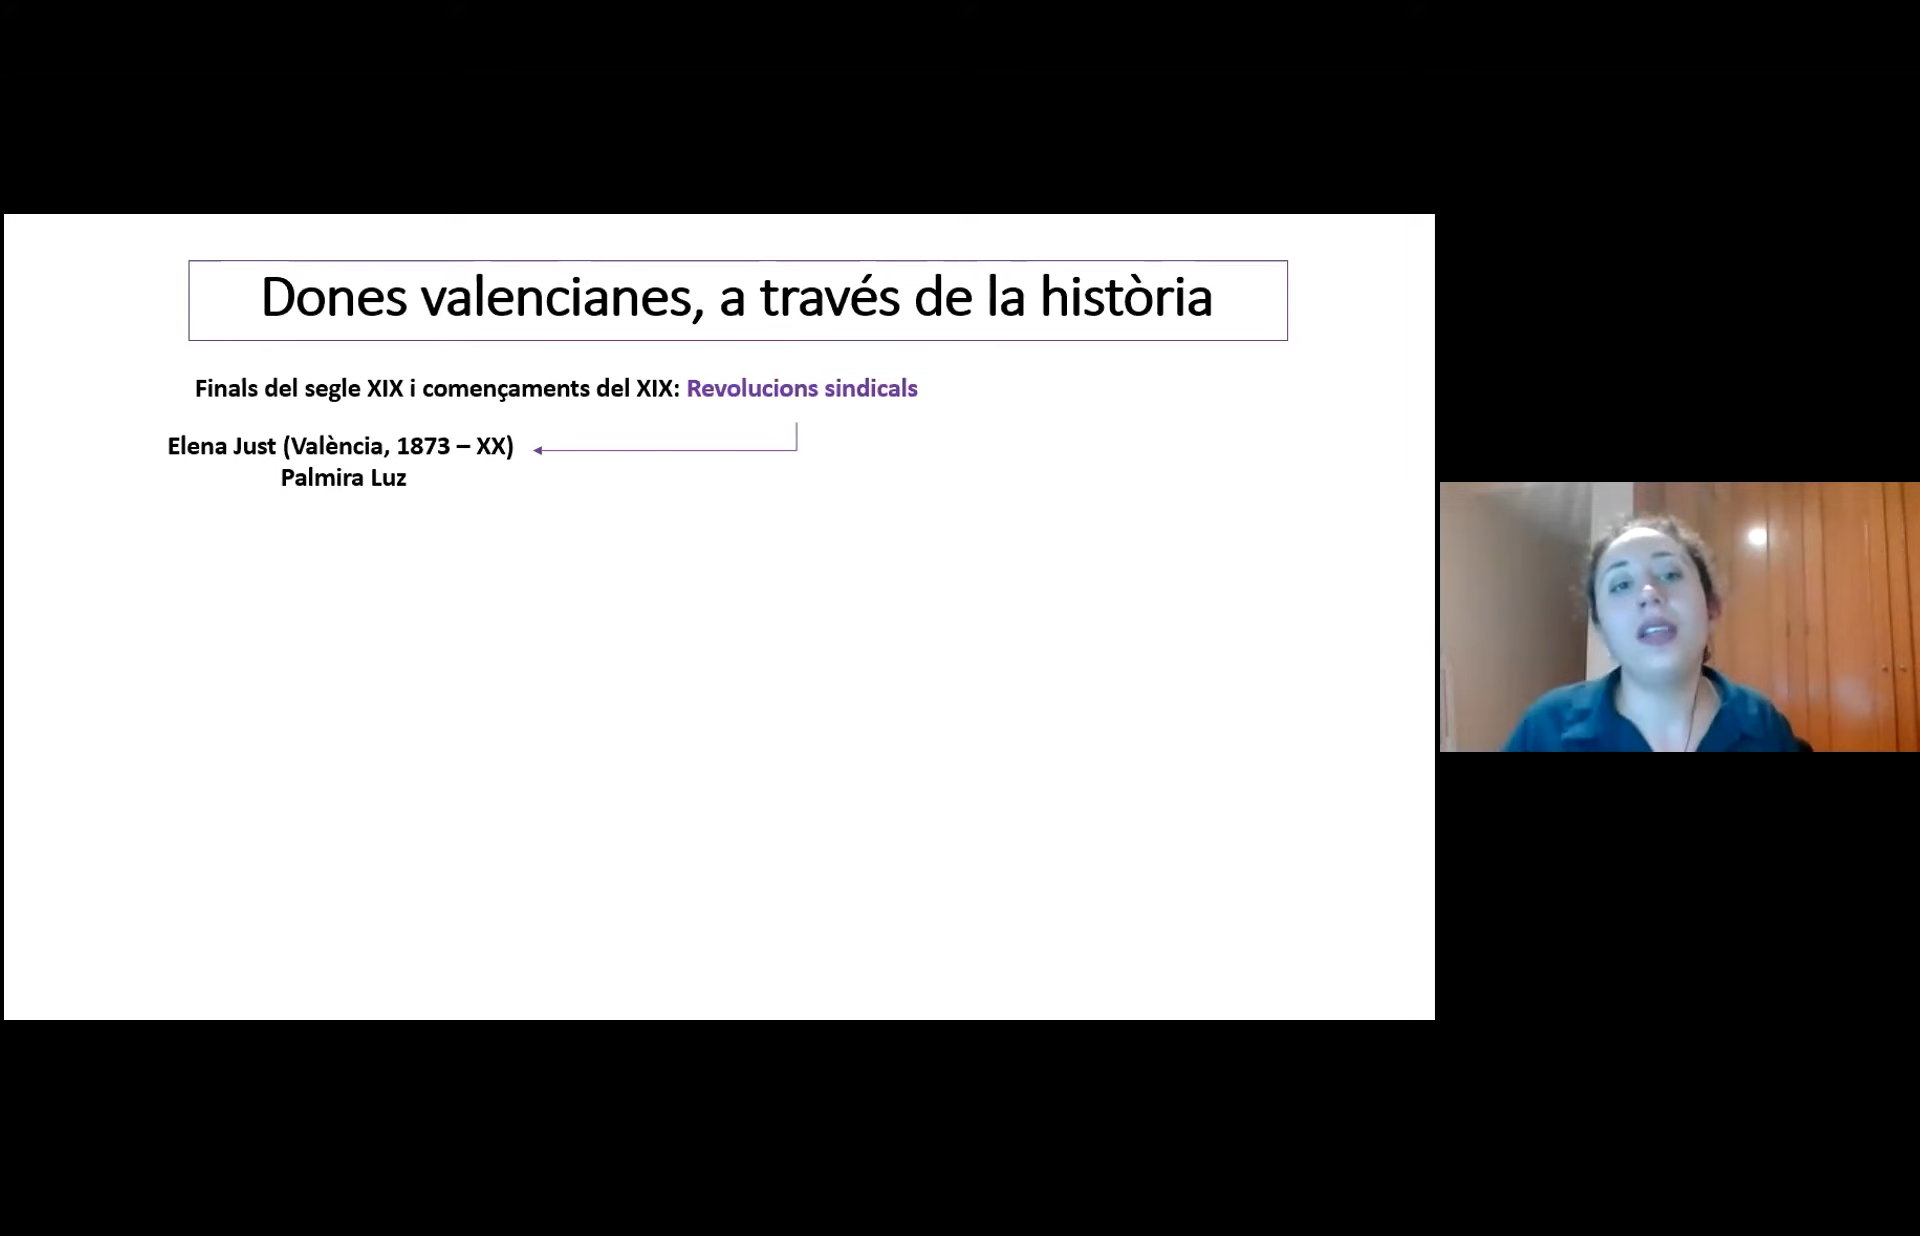 Dones valencianes, a través de la història
Finals del segle XIX i començaments del XIX: Revolucions sindicals
Elena Just (València, 1873 – XX)
Palmira Luz